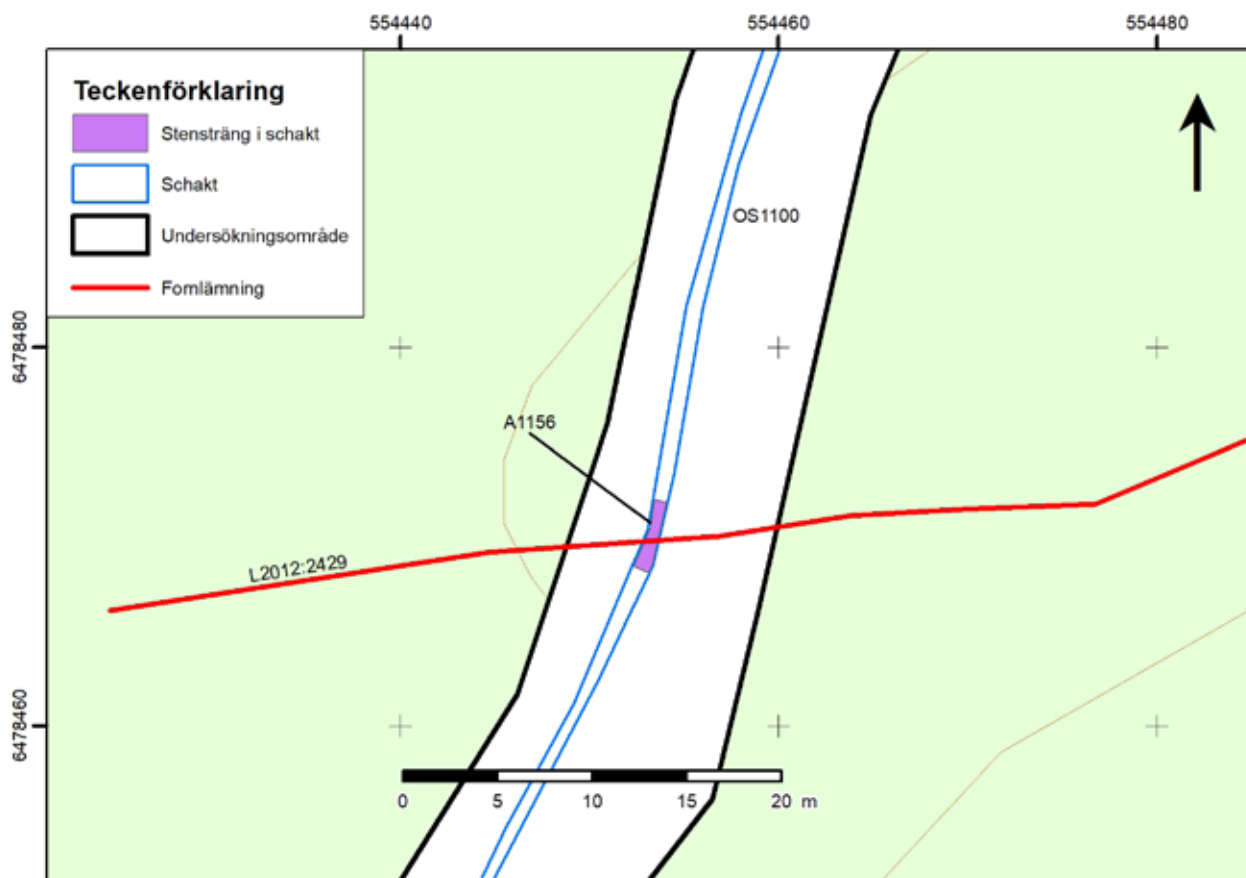 554440
554460
554480
Teckenförklaring
Stensträng i schakt
Schakt
Undersökningsområde
Fornlämning
OS1100
6478480
A1156
L2012:2429
6478460
0 5 10 15 20 m